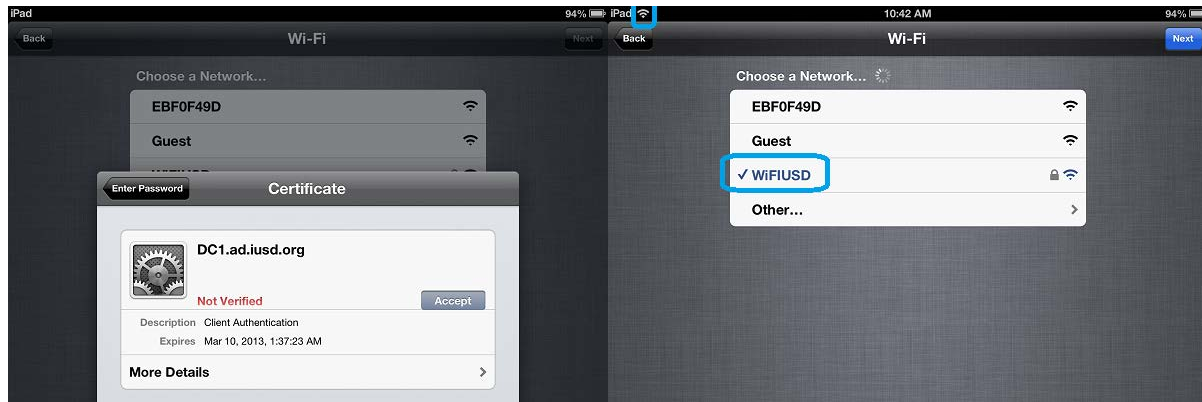 iPad 94%
Back Wi-Fi Next
Choose a Network...
EBF0F49D
Guest
Enter Password Certificate
DC1.ad.iusd.org
Not Verified Accept
Description Client Authentication
Expires Mar 10, 2013, 1:37:23 AM
More Details
iPad 10:42 AM 94%
Back Wi-Fi Next
Choose a Network...
EBF0F49D
Guest
✓ WiFIUSD
Other...